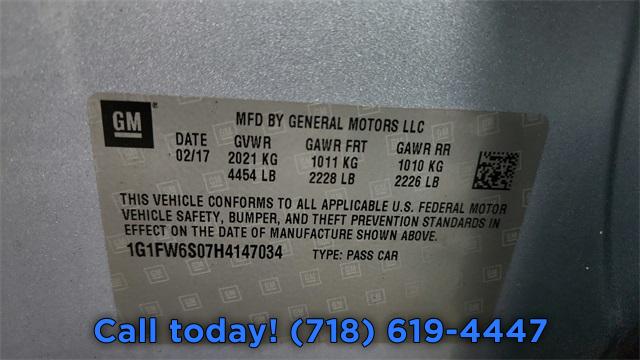 GM
MFD BY GENERAL MOTORS LLC
DATE GVWR GAWR FRT GAWR RR
02/17 2021 KG 1011 KG 1010 KG
4454 LB 2228 LB 2226 LB
THIS VEHICLE CONFORMS TO ALL APPLICABLE U.S. FEDERAL MOTOR
VEHICLE SAFETY, BUMPER, AND THEFT PREVENTION STANDARDS IN
EFFECT ON THE DATE OF MANUFACTURE SHOWN ABOVE.
1G1FW6S07H4147034 TYPE: PASS CAR
Call today! (718) 619-4447